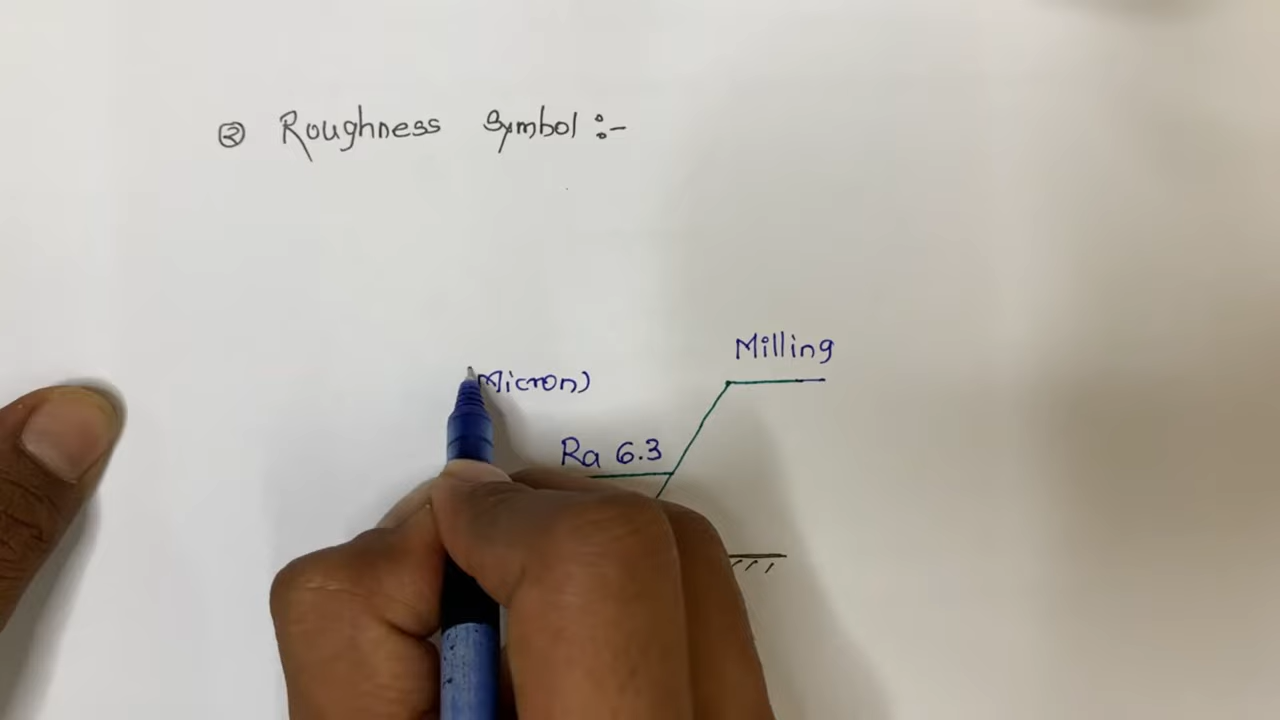 ② Roughness Symbol :-
Milling
(Micron)
Ra 6.3